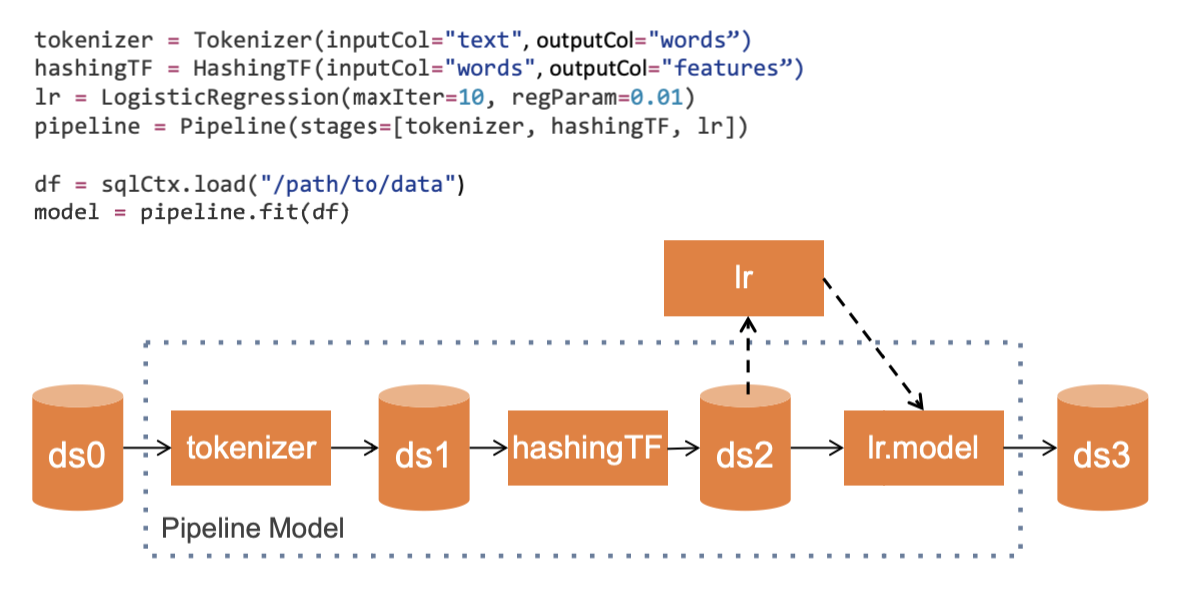 tokenizer = Tokenizer(inputCol="text", outputCol="words”)
hashingTF = HashingTF(inputCol="words", outputCol="features”)
lr = LogisticRegression(maxIter=10, regParam=0.01)
pipeline = Pipeline(stages=[tokenizer, hashingTF, lr])
df = sqlCtx.load("/path/to/data")
model = pipeline.fit(df)
lr
ds0
tokenizer
ds1
hashingTF
ds2
lr.model
ds3
Pipeline Model